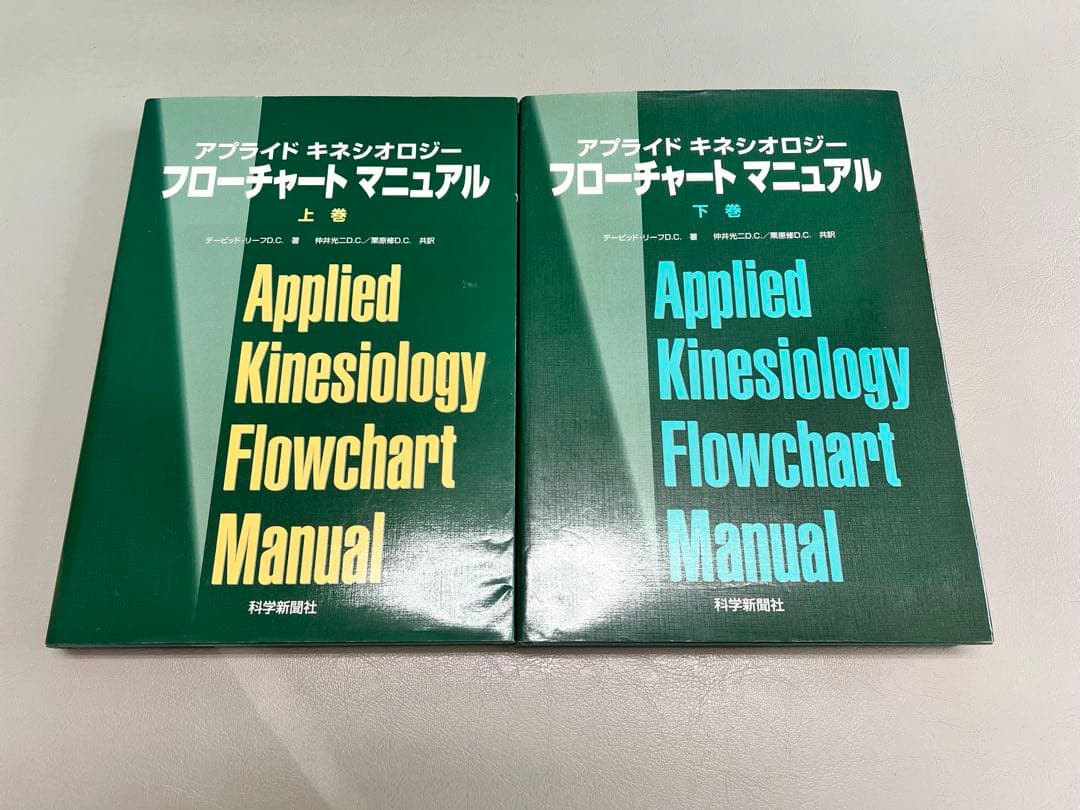 アプライド キネシオロジー
フローチャート マニュアル
上 巻
デービッド・リーフD.C. 著 仲井光二D.C.／栗原修D.C. 共訳
Applied
Kinesiology
Flowchart
Manual
科学新聞社
アプライド キネシオロジー
フローチャート マニュアル
下 巻
デービッド・リーフD.C. 著 仲井光二D.C.／栗原修D.C. 共訳
Applied
Kinesiology
Flowchart
Manual
科学新聞社